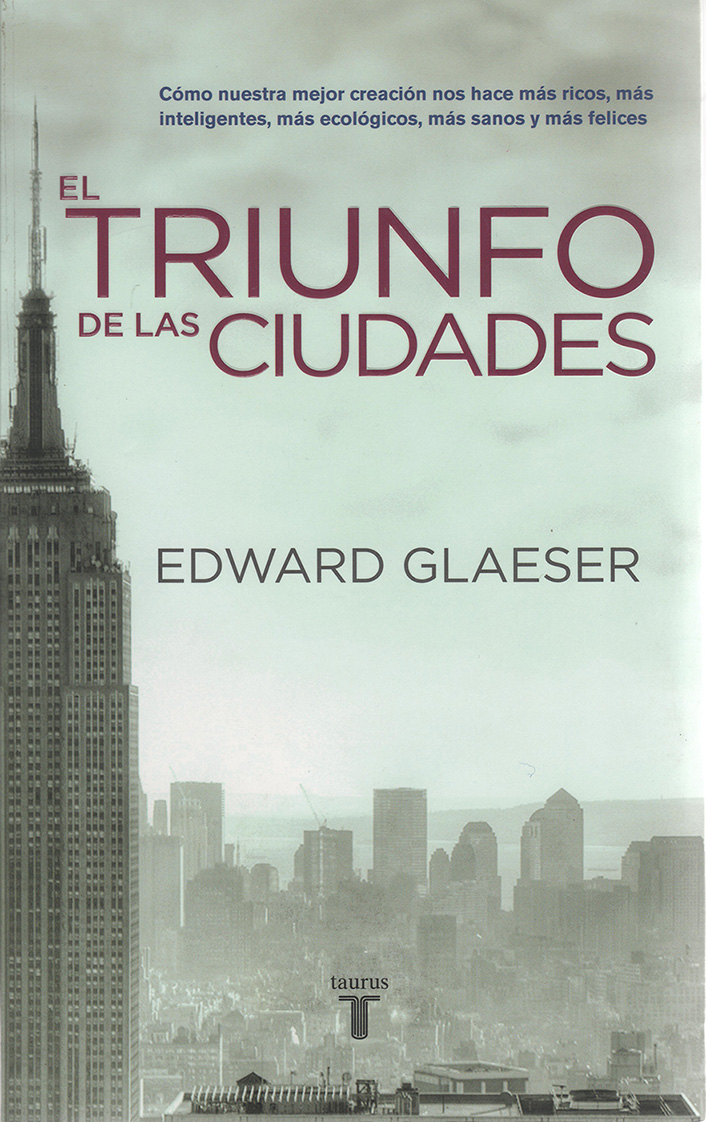 Cómo nuestra mejor creación nos hace más ricos, más
inteligentes, más ecológicos, más sanos y más felices
EL
TRIUNFO
DE LAS CIUDADES
EDWARD GLAESER
taurus
T